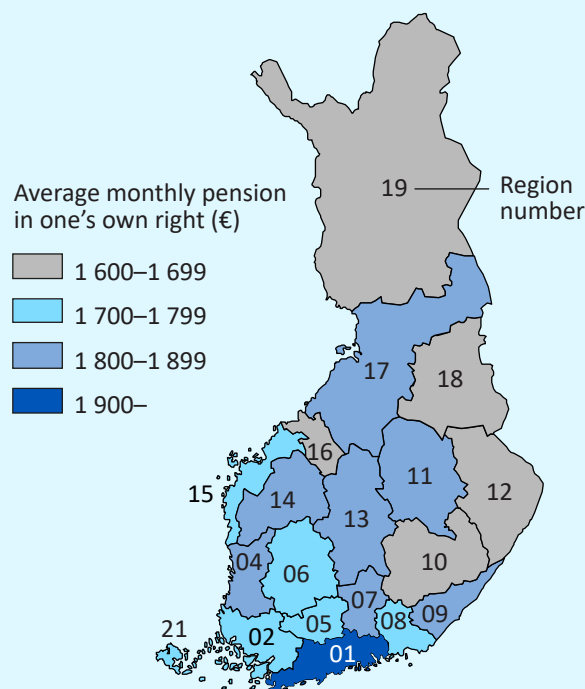 19
Region
number
Average monthly pension
in one's own right (€)
1 600–1 699
1 700–1 799
1 800–1 899
1 900–
17
18
16
15
14
11
12
13
10
04
06
07
09
08
05
21
02
01